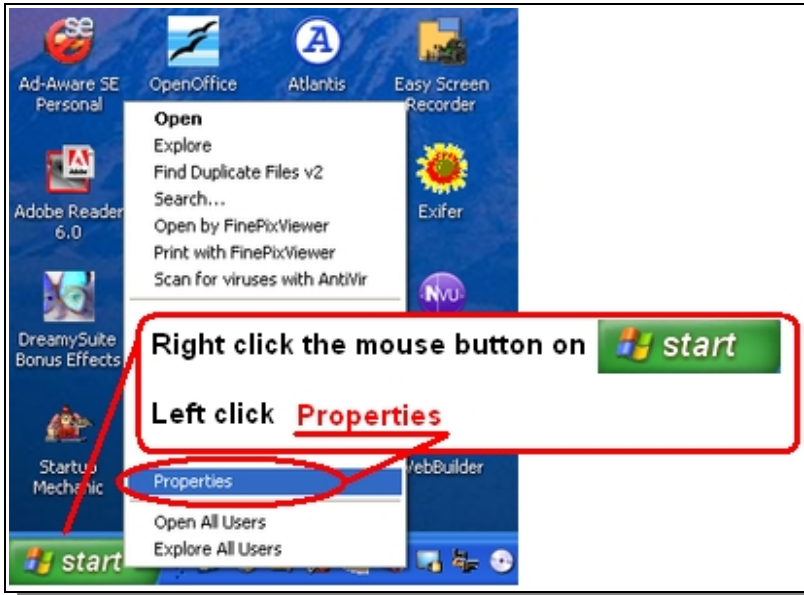 Ad-Aware SE
Personal
OpenOffice
Atlantis
Easy Screen
Recorder
Open
Explore
Find Duplicate Files v2
Search...
Open by FinePixViewer
Print with FinePixViewer
Scan for viruses with AntiVir
Adobe Reader
6.0
Exifer
NVU
DreamySuite
Bonus Effects
Right click the mouse button on start
Left click Properties
Startup
Mechanic
Properties
WebBuilder
Open All Users
Explore All Users
start